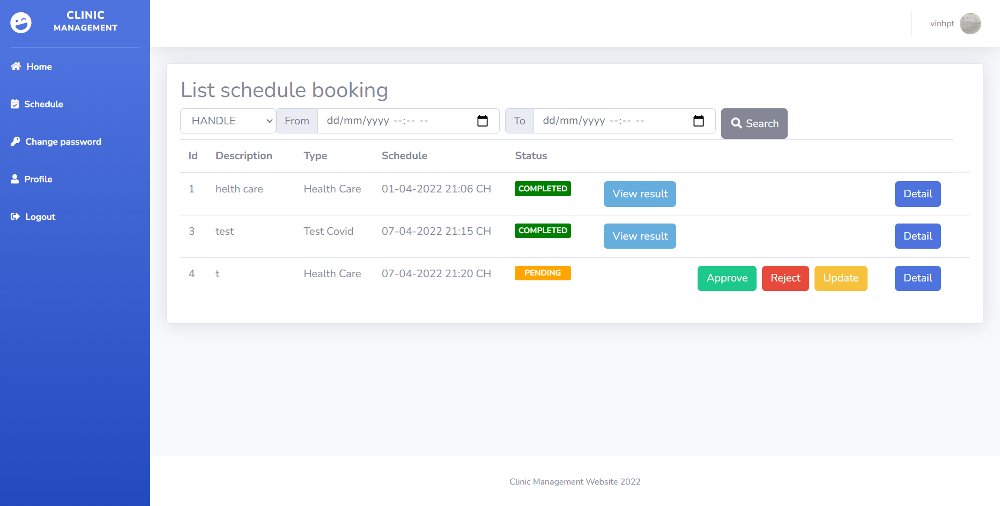 CLINIC
MANAGEMENT
vinhpt
Home
Schedule
Change password
Profile
Logout
List schedule booking
HANDLE From dd/mm/yyyy --:-- -- To dd/mm/yyyy --:-- -- Search
Id Description Type Schedule Status
1 helth care Health Care 01-04-2022 21:06 CH COMPLETED View result Detail
3 test Test Covid 07-04-2022 21:15 CH COMPLETED View result Detail
4 t Health Care 07-04-2022 21:20 CH PENDING Approve Reject Update Detail
Clinic Management Website 2022